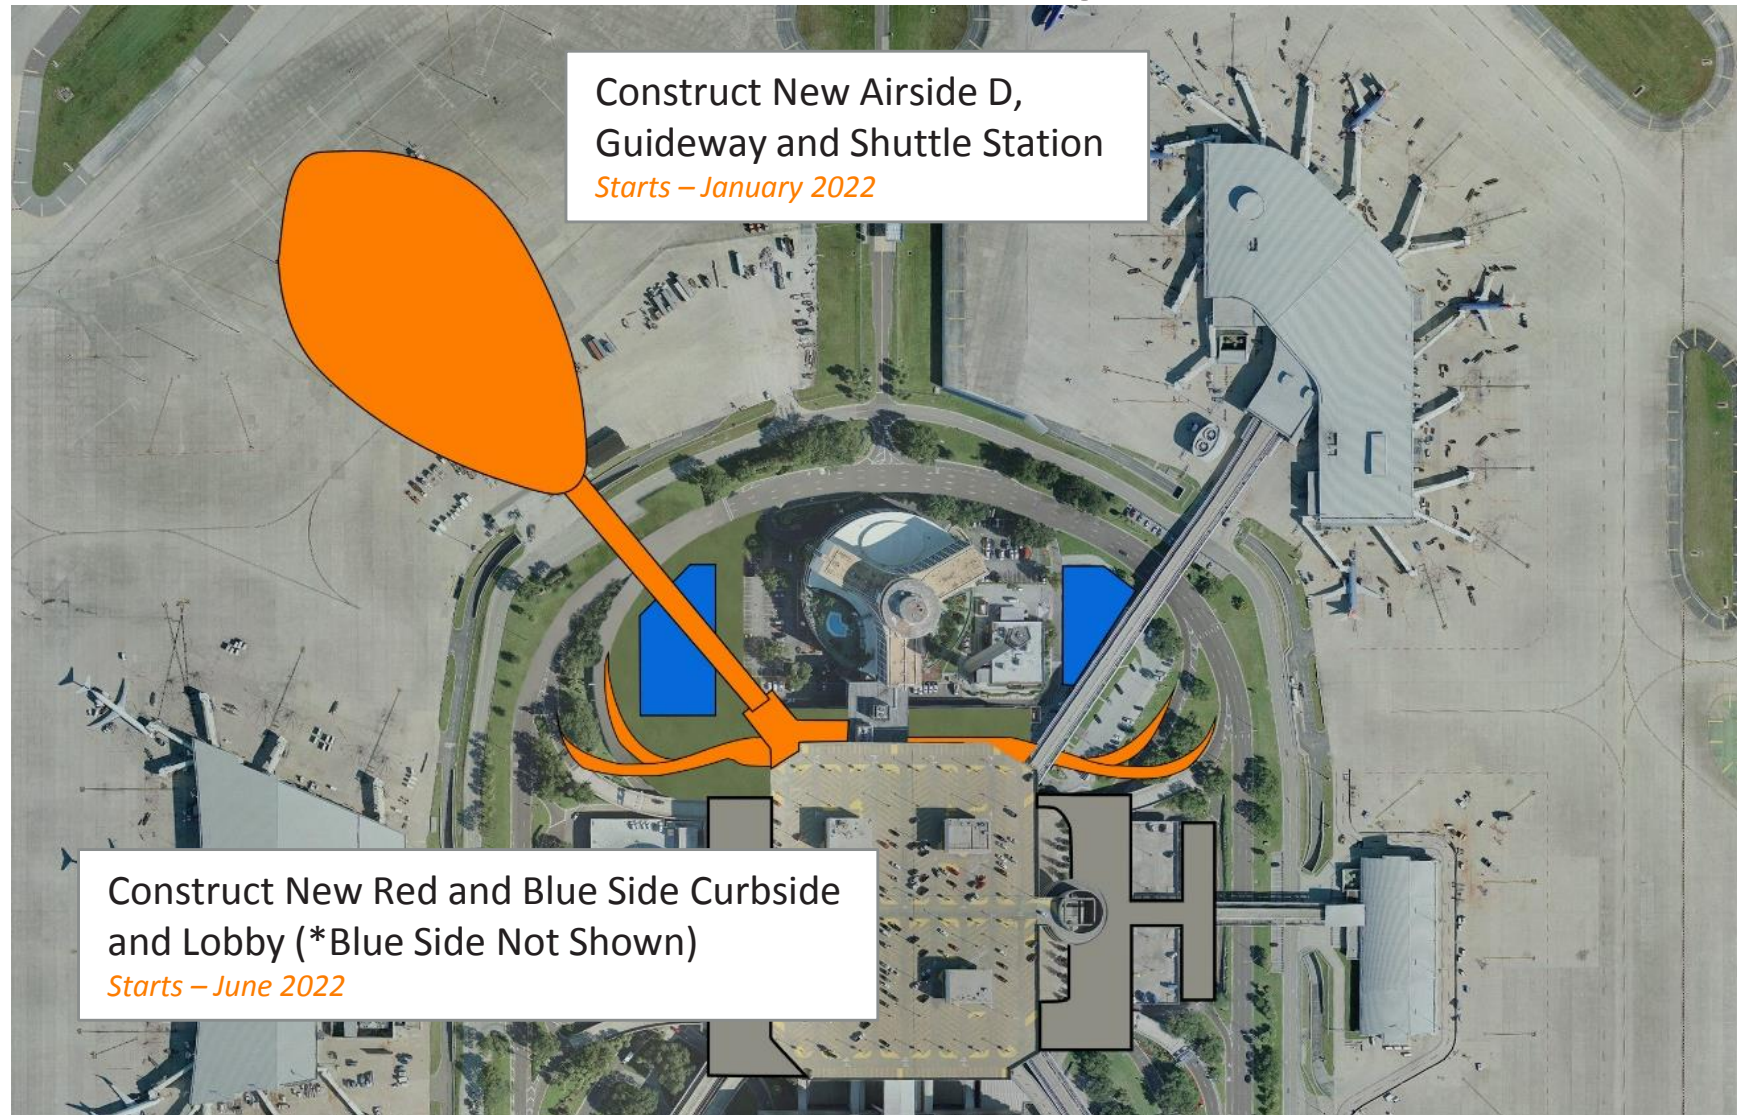 Construct New Airside D,
Guideway and Shuttle Station
Starts – January 2022
Construct New Red and Blue Side Curbside
and Lobby (*Blue Side Not Shown)
Starts – June 2022